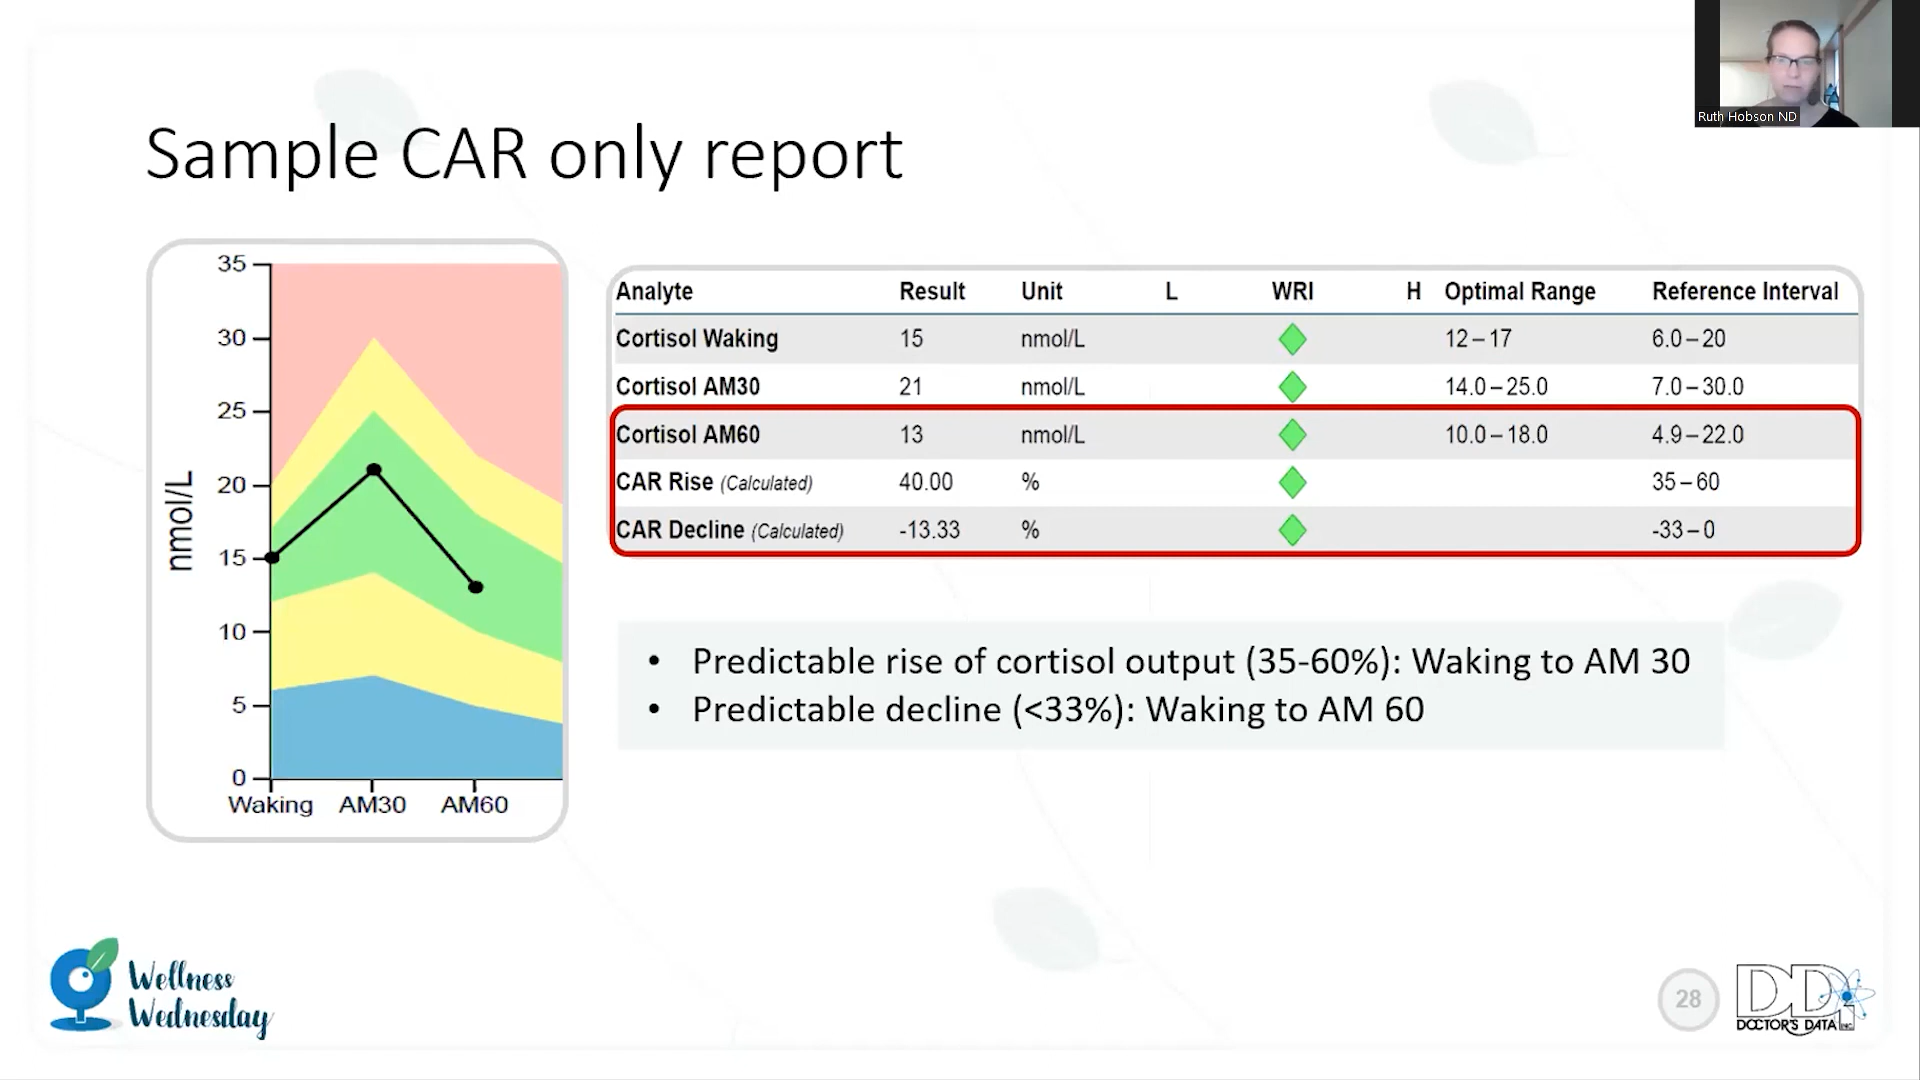 Ruth Hobson ND
Sample CAR only report
35
30
25
20
15
10
5
0
nmol/L
Waking AM30 AM60
Analyte Result Unit L WRI H Optimal Range Reference Interval
Cortisol Waking 15 nmol/L 12 – 17 6.0 – 20
Cortisol AM30 21 nmol/L 14.0 – 25.0 7.0 – 30.0
Cortisol AM60 13 nmol/L 10.0 – 18.0 4.9 – 22.0
CAR Rise (Calculated) 40.00 % 35 – 60
CAR Decline (Calculated) -13.33 % -33 – 0
• Predictable rise of cortisol output (35-60%): Waking to AM 30
• Predictable decline (<33%): Waking to AM 60
Wellness
Wednesday
28
DDI
DOCTOR'S DATA INC